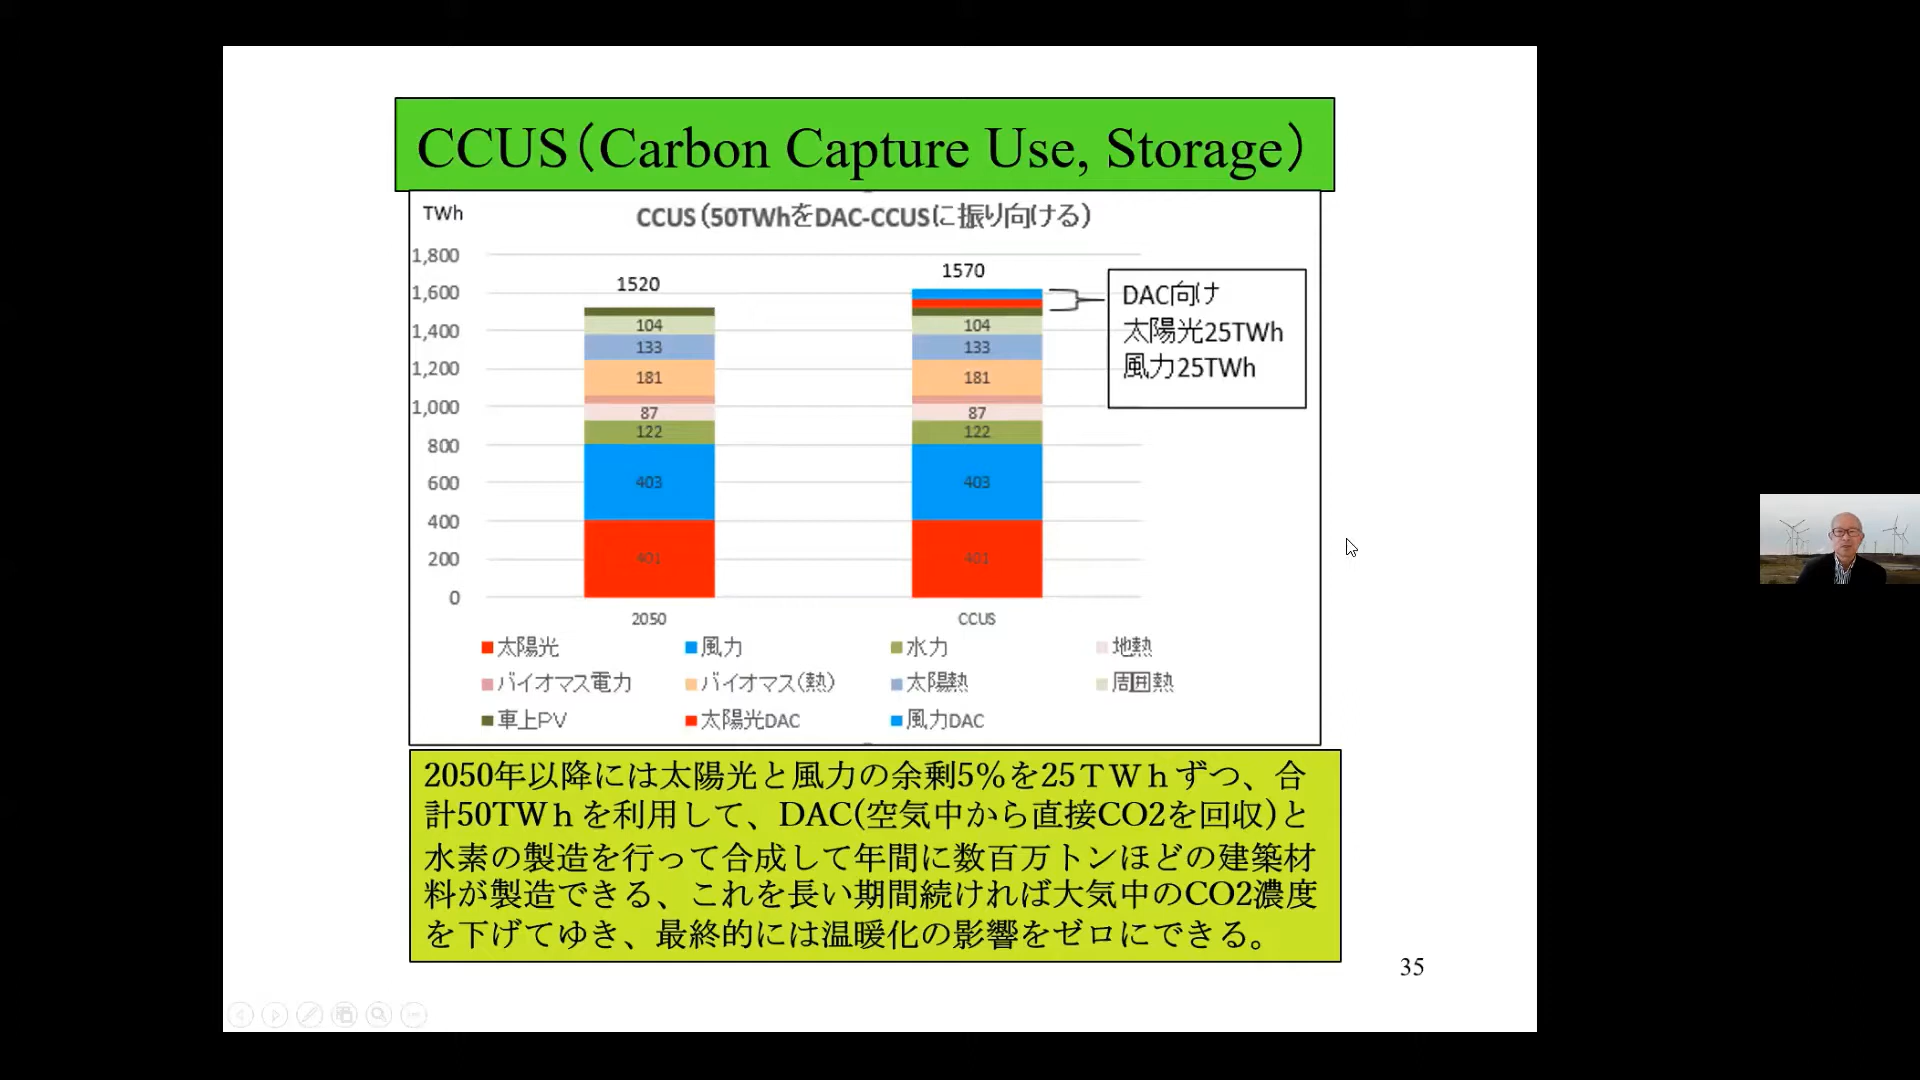 CCUS（Carbon Capture Use, Storage）
TWh
CCUS（50TWhをDAC-CCUSに振り向ける）
1,800
1,600
1,400
1,200
1,000
800
600
400
200
0
1520
104
133
181
87
122
403
401
2050
1570
104
133
181
87
122
403
401
CCUS
DAC向け
太陽光25TWh
風力25TWh
太陽光 風力 水力 地熱
バイオマス電力 バイオマス（熱） 太陽熱 周囲熱
車上PV 太陽光DAC 風力DAC
2050年以降には太陽光と風力の余剰5%を25ＴＷｈずつ、合
計50TWｈを利用して、DAC(空気中から直接CO2を回収)と
水素の製造を行って合成して年間に数百万トンほどの建築材
料が製造できる、これを長い期間続ければ大気中のCO2濃度
を下げてゆき、最終的には温暖化の影響をゼロにできる。
35